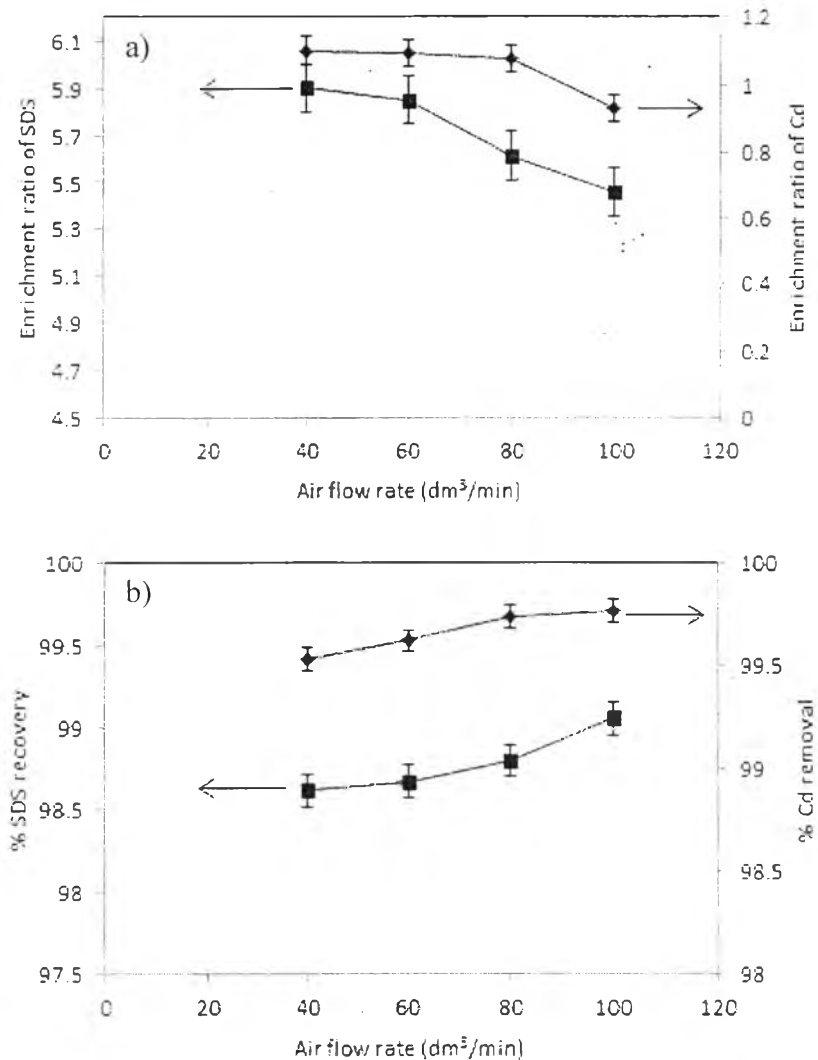 a)
Enrichment ratio of SDS
6.1
5.9
5.7
5.5
5.3
5.1
4.9
4.7
4.5
1.2
1
0.8
0.6
0.4
0.2
0
Enrichment ratio of Cd
0 20 40 60 80 100 120
Air flow rate (dm³/min)
b)
% SDS recovery
100
99.5
99
98.5
98
97.5
100
99.5
99
98.5
98
% Cd removal
0 20 40 60 80 100 120
Air flow rate (dm³/min)